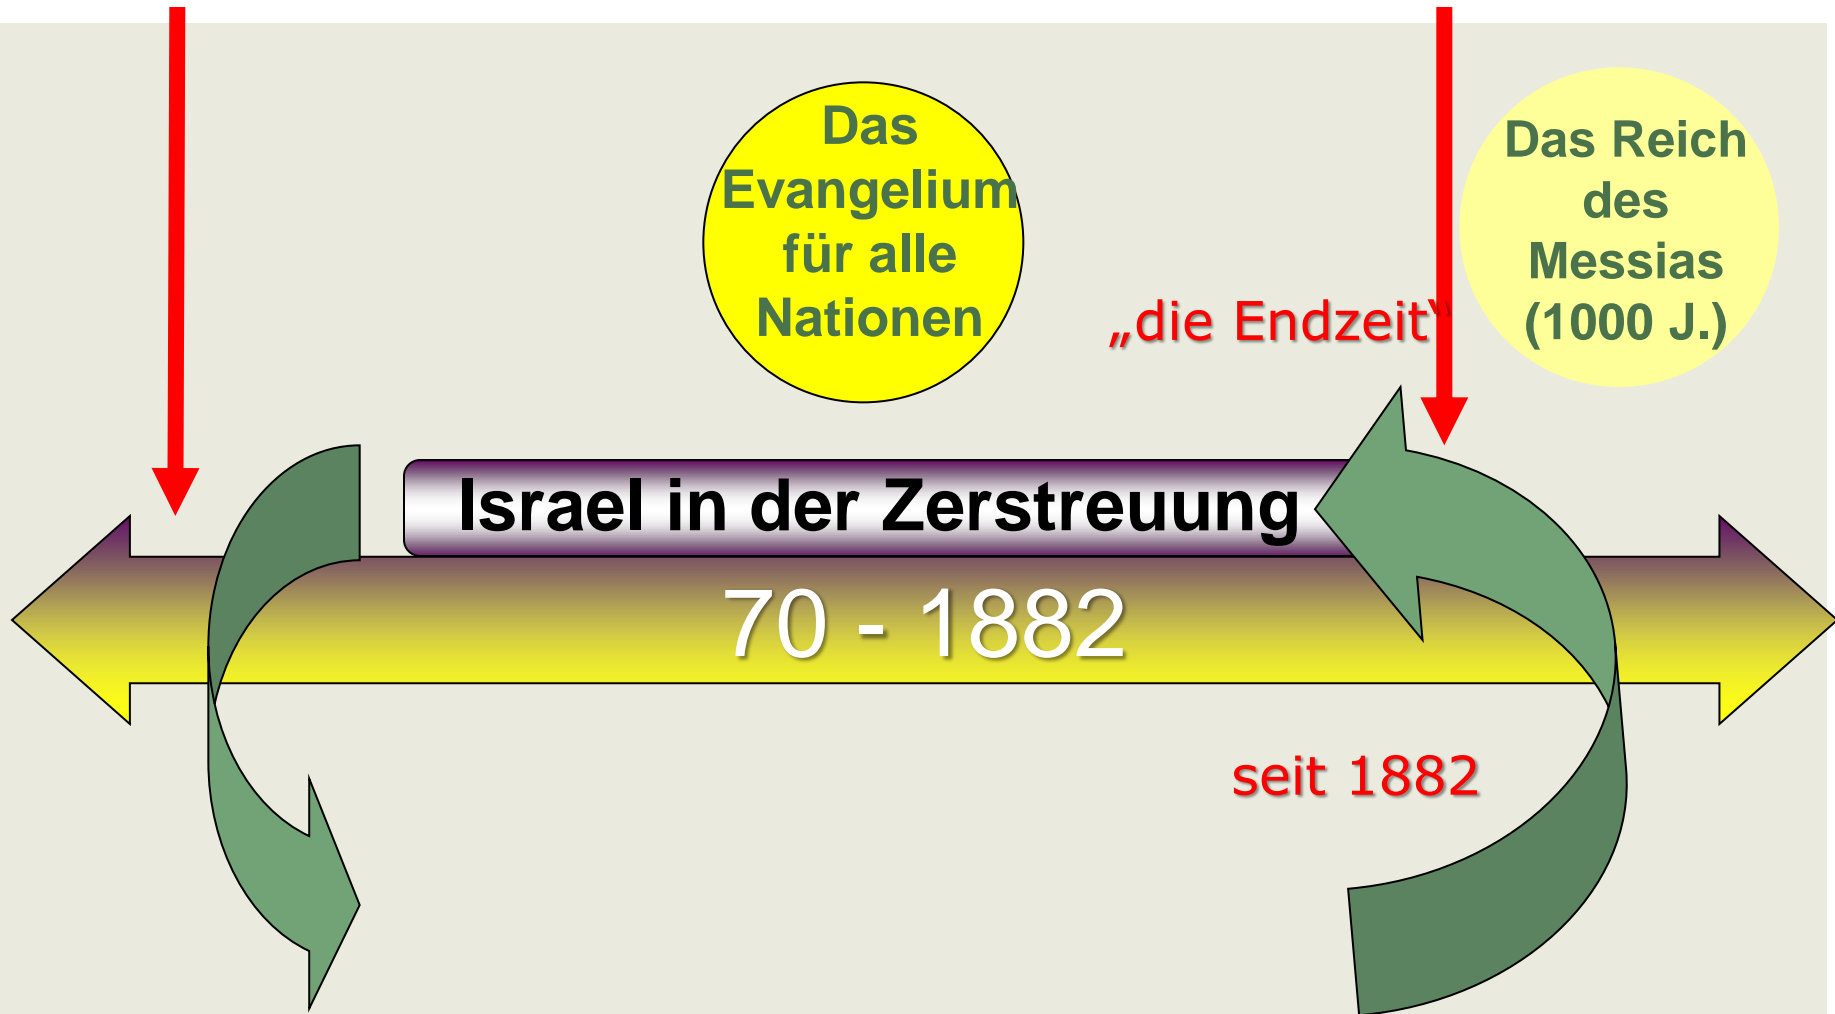 Das
Evangelium
für alle
Nationen
Das Reich
des
Messias
(1000 J.)
„die Endzeit“
Israel in der Zerstreuung
70 - 1882
seit 1882